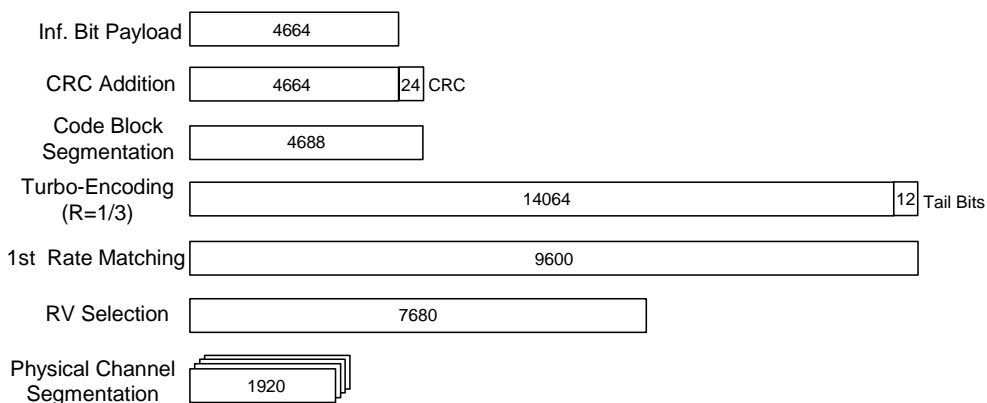 Inf. Bit Payload
4664
CRC Addition
4664
24
CRC
Code Block
Segmentation
4688
Turbo-Encoding
(R=1/3)
14064
12
Tail Bits
1st Rate Matching
9600
RV Selection
7680
Physical Channel
Segmentation
1920